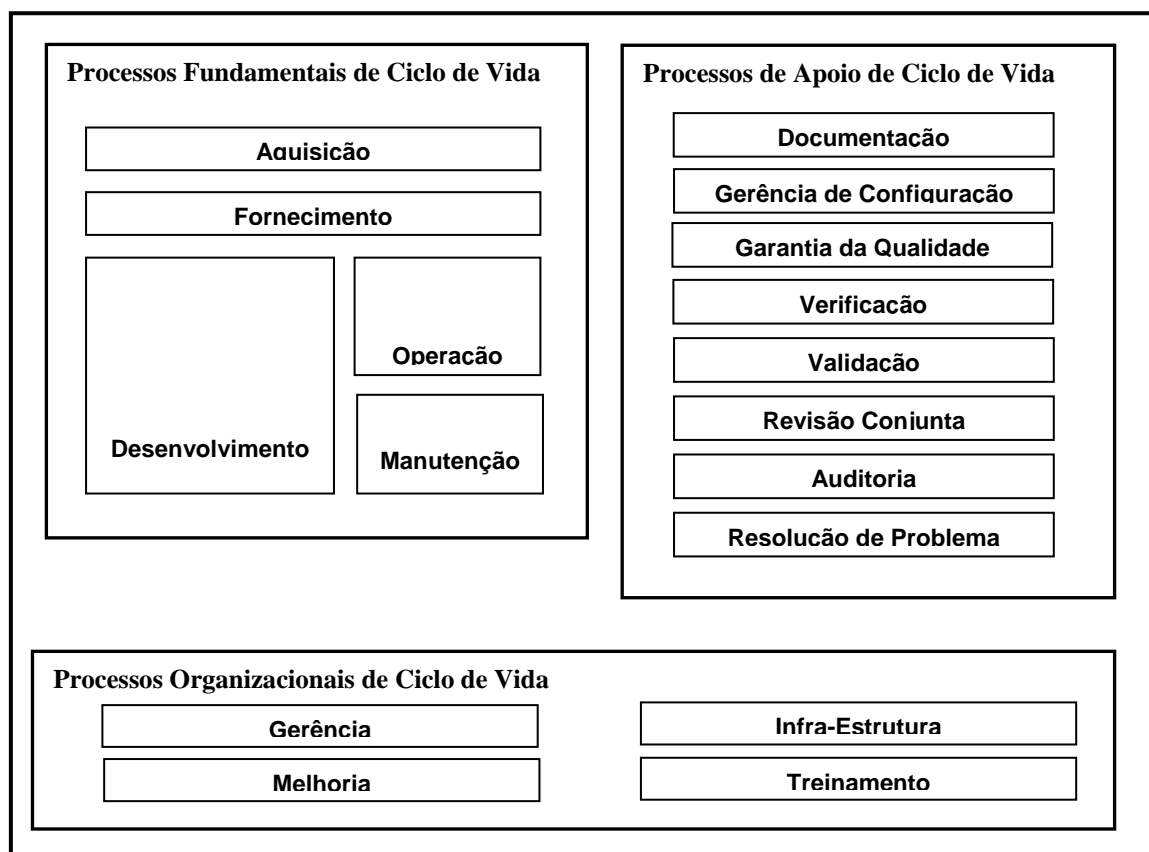 Processos Fundamentais de Ciclo de Vida
Aquisição
Fornecimento
Desenvolvimento
Operação
Manutenção
Processos de Apoio de Ciclo de Vida
Documentação
Gerência de Configuração
Garantia da Qualidade
Verificação
Validação
Revisão Conjunta
Auditoria
Resolução de Problema
Processos Organizacionais de Ciclo de Vida
Gerência
Melhoria
Infra-Estrutura
Treinamento